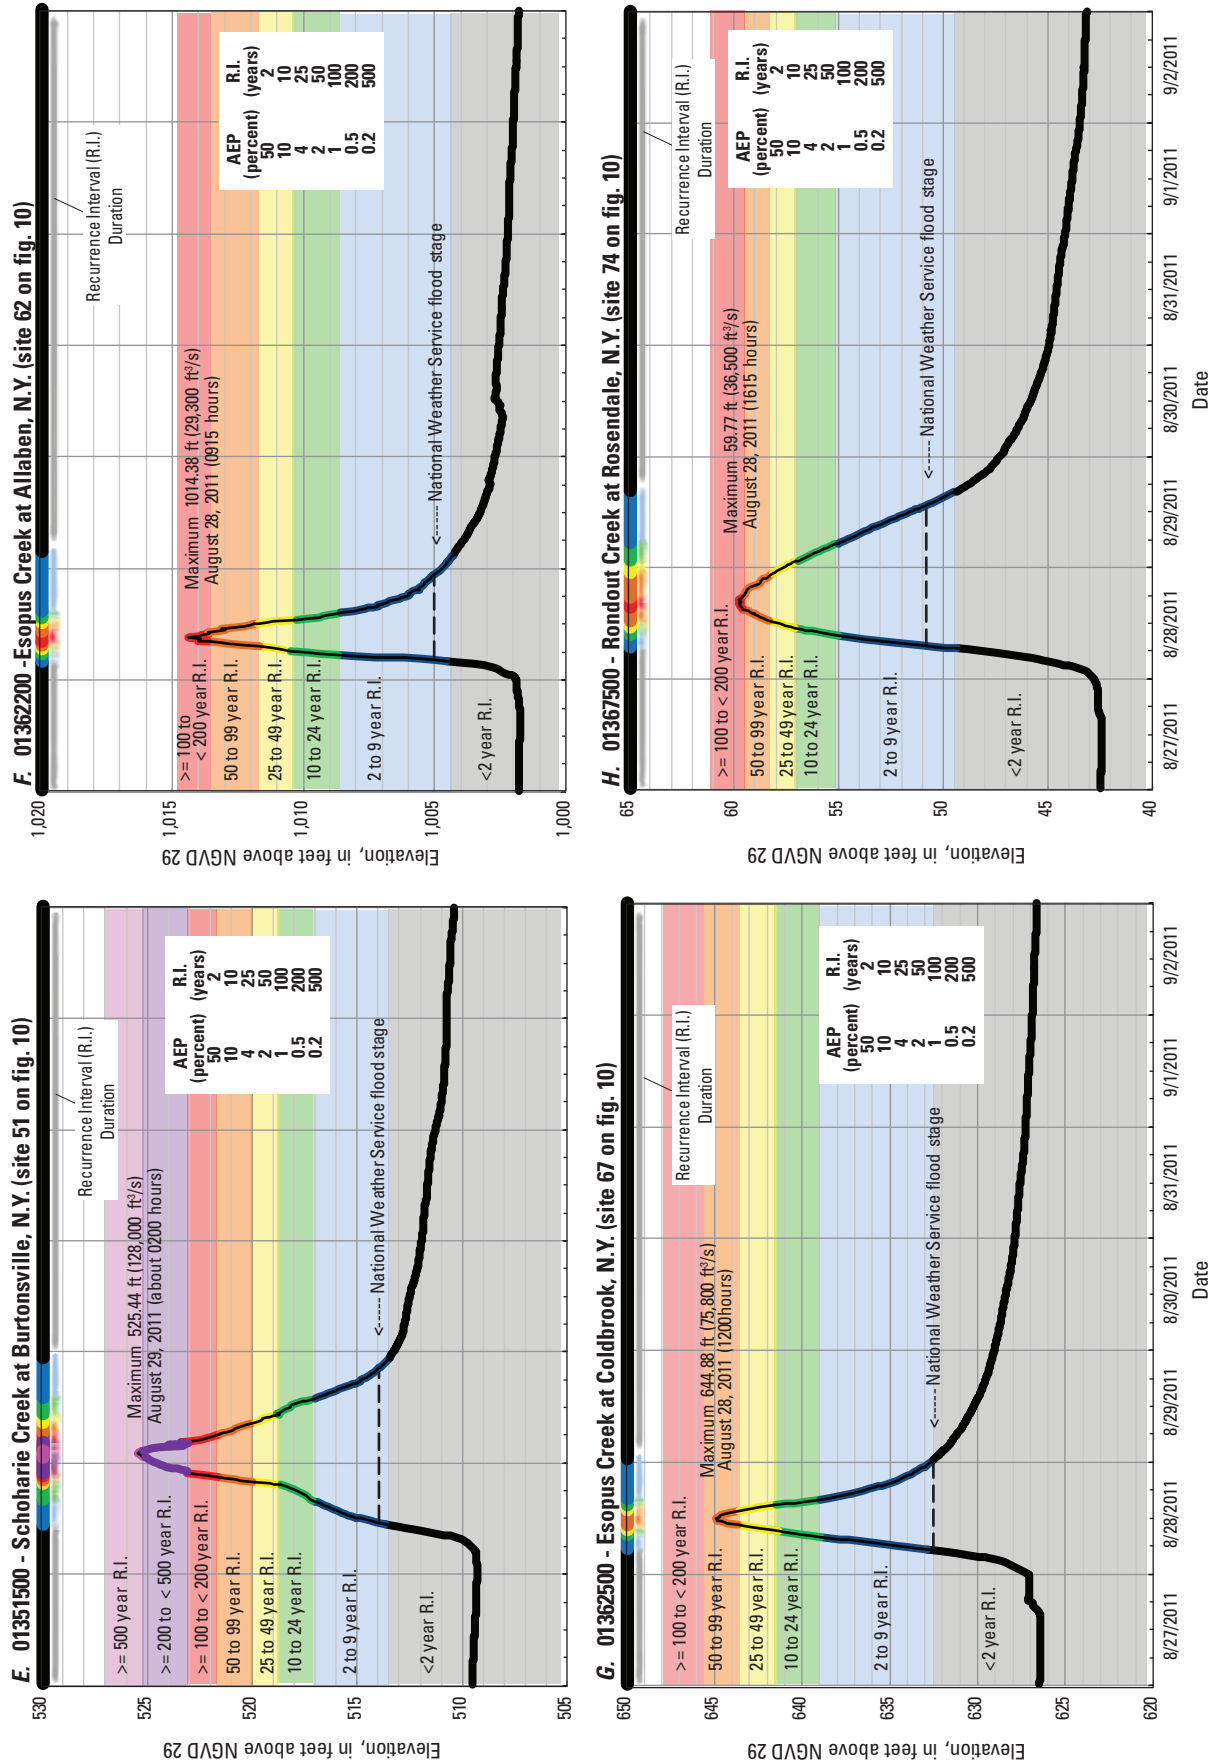 E. 01351500 - Schoharie Creek at Burtonsville, N.Y. (site 51 on fig. 10)
530
525
520
515
510
505
Elevation, in feet above NGVD 29
Recurrence Interval (R.I.)
Duration
>= 500 year R.I.
>= 200 to < 500 year R.I.
>= 100 to < 200 year R.I.
50 to 99 year R.I.
25 to 49 year R.I.
10 to 24 year R.I.
2 to 9 year R.I.
<2 year R.I.
Maximum 525.44 ft (128,000 ft³/s)
August 29, 2011 (about 0200 hours)
<----- National Weather Service flood stage
AEP R.I.
(percent) (years)
50 2
10 10
4 25
2 50
1 100
0.5 200
0.2 500
F. 01362200 -Esopus Creek at Allaben, N.Y. (site 62 on fig. 10)
1,020
1,015
1,010
1,005
1,000
Elevation, in feet above NGVD 29
Recurrence Interval (R.I.)
Duration
>= 100 to
< 200 year R.I.
50 to 99 year R.I.
25 to 49 year R.I.
10 to 24 year R.I.
2 to 9 year R.I.
<2 year R.I.
Maximum 1014.38 ft (29,300 ft³/s)
August 28, 2011 (0915 hours)
<----- National Weather Service flood stage
AEP R.I.
(percent) (years)
50 2
10 10
4 25
2 50
1 100
0.5 200
0.2 500
G. 01362500 - Esopus Creek at Coldbrook, N.Y. (site 67 on fig. 10)
650
645
640
635
630
625
620
Elevation, in feet above NGVD 29
Recurrence Interval (R.I.)
Duration
>= 100 to < 200 year R.I.
50 to 99 year R.I.
25 to 49 year R.I.
10 to 24 year R.I.
2 to 9 year R.I.
<2 year R.I.
Maximum 644.88 ft (75,800 ft³/s)
August 28, 2011 (1200hours)
<----- National Weather Service flood stage
AEP R.I.
(percent) (years)
50 2
10 10
4 25
2 50
1 100
0.5 200
0.2 500
8/27/2011 8/28/2011 8/29/2011 8/30/2011 8/31/2011 9/1/2011 9/2/2011
Date
H. 01367500 - Rondout Creek at Rosendale, N.Y. (site 74 on fig. 10)
65
60
55
50
45
40
Elevation, in feet above NGVD 29
Recurrence Interval (R.I.)
Duration
>= 100 to < 200 year R.I.
50 to 99 year R.I.
25 to 49 year R.I.
10 to 24 year R.I.
2 to 9 year R.I.
<2 year R.I.
Maximum 59.77 ft (36,500 ft³/s)
August 28, 2011 (1615 hours)
<----- National Weather Service flood stage
AEP R.I.
(percent) (years)
50 2
10 10
4 25
2 50
1 100
0.5 200
0.2 500
8/27/2011 8/28/2011 8/29/2011 8/30/2011 8/31/2011 9/1/2011 9/2/2011
Date